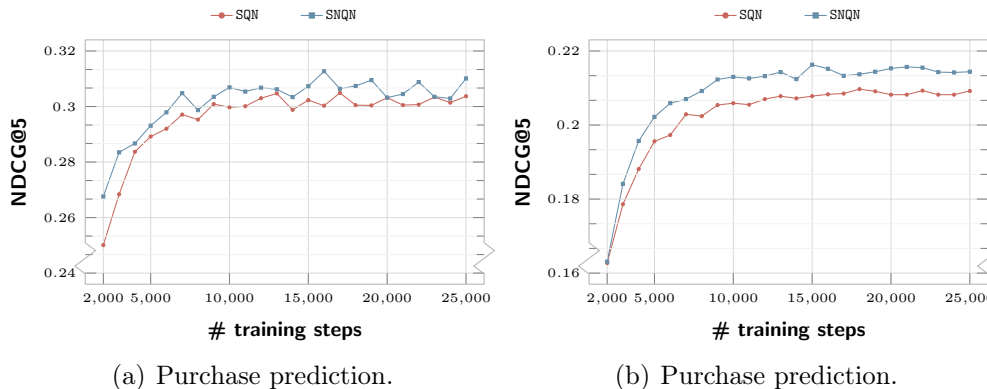 SQN SNQN
0.32
0.3
0.28
0.26
0.24
NDCG@5
2,000 5,000 10,000 15,000 20,000 25,000
# training steps
(a) Purchase prediction.
SQN SNQN
0.22
0.2
0.18
0.16
NDCG@5
2,000 5,000 10,000 15,000 20,000 25,000
# training steps
(b) Purchase prediction.